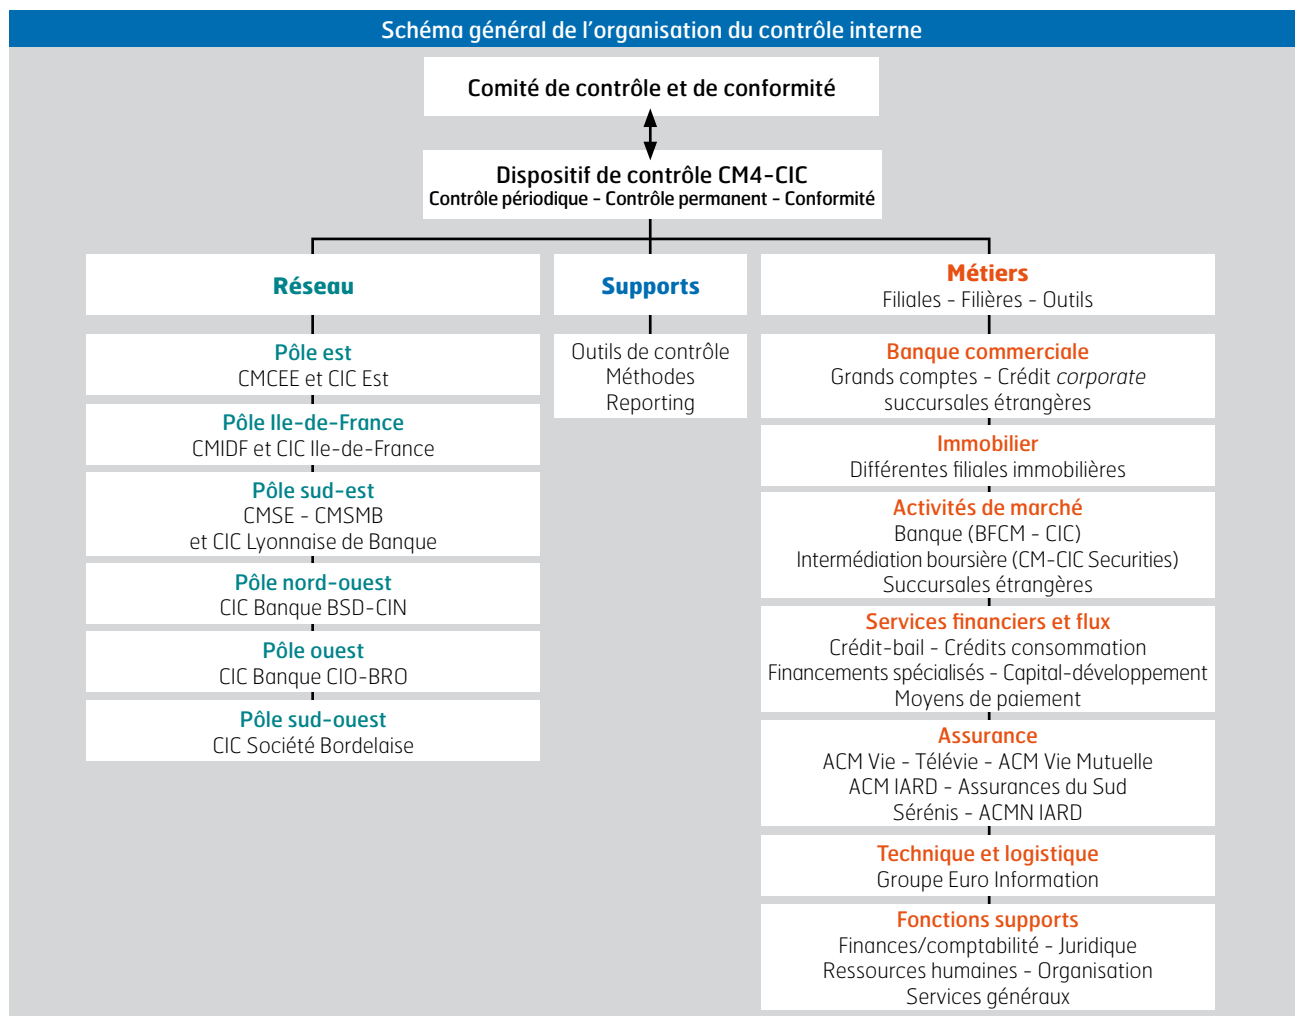 Schéma général de l'organisation du contrôle interne
Comité de contrôle et de conformité
Dispositif de contrôle CM4-CIC
Contrôle périodique - Contrôle permanent - Conformité
Réseau
Pôle est
CMCEE et CIC Est
Pôle Ile-de-France
CMIDF et CIC Ile-de-France
Pôle sud-est
CMSE - CMSMB
et CIC Lyonnaise de Banque
Pôle nord-ouest
CIC Banque BSD-CIN
Pôle ouest
CIC Banque CIO-BRO
Pôle sud-ouest
CIC Société Bordelaise
Supports
Outils de contrôle
Méthodes
Reporting
Métiers
Filiales - Filières - Outils
Banque commerciale
Grands comptes - Crédit corporate
succursales étrangères
Immobilier
Différentes filiales immobilières
Activités de marché
Banque (BFCM - CIC)
Intermédiation boursière (CM-CIC Securities)
Succursales étrangères
Services financiers et flux
Crédit-bail - Crédits consommation
Financements spécialisés - Capital-développement
Moyens de paiement
Assurance
ACM Vie - Télévie - ACM Vie Mutuelle
ACM IARD - Assurances du Sud
Sérénis - ACMN IARD
Technique et logistique
Groupe Euro Information
Fonctions supports
Finances/comptabilité - Juridique
Ressources humaines - Organisation
Services généraux